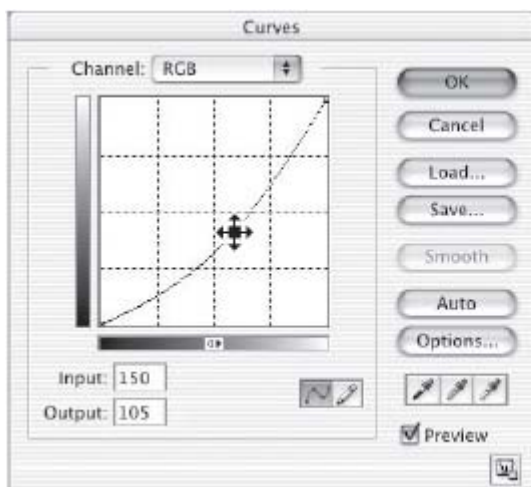 Curves
Channel: RGB
OK
Cancel
Load...
Save...
Smooth
Auto
Options...
Input: 150
Output: 105
Preview